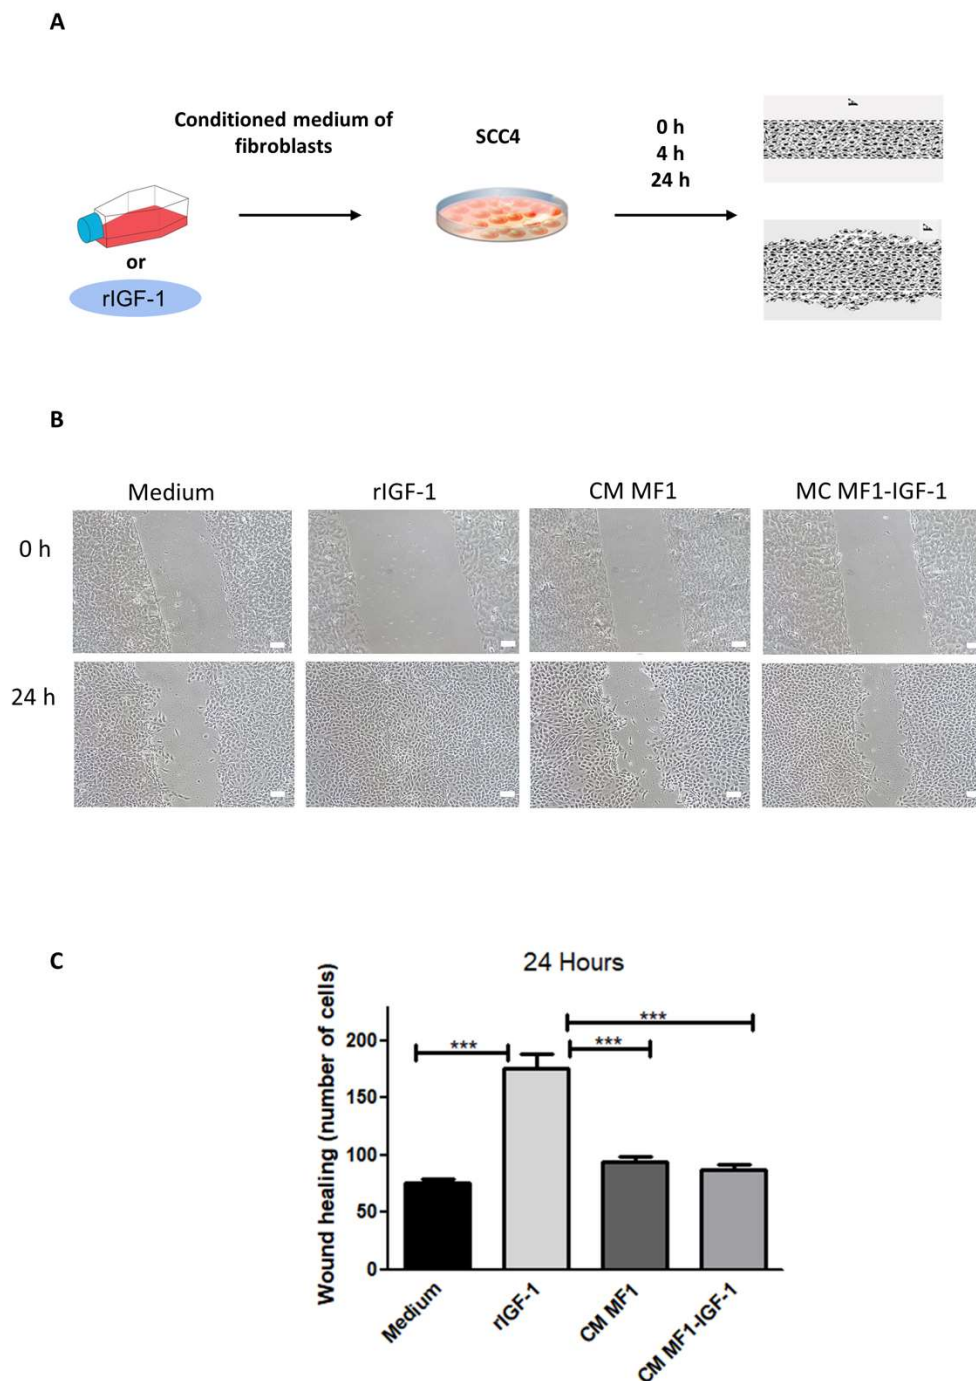 A
Conditioned medium of
fibroblasts
SCC4
0 h
4 h
24 h
or
rIGF-1
B
Medium
rIGF-1
CM MF1
MC MF1-IGF-1
0 h
24 h
C
24 Hours
Wound healing (number of cells)
200
150
100
50
0
***
***
***
Medium
rIGF-1
CM MF1
CM MF1-IGF-1